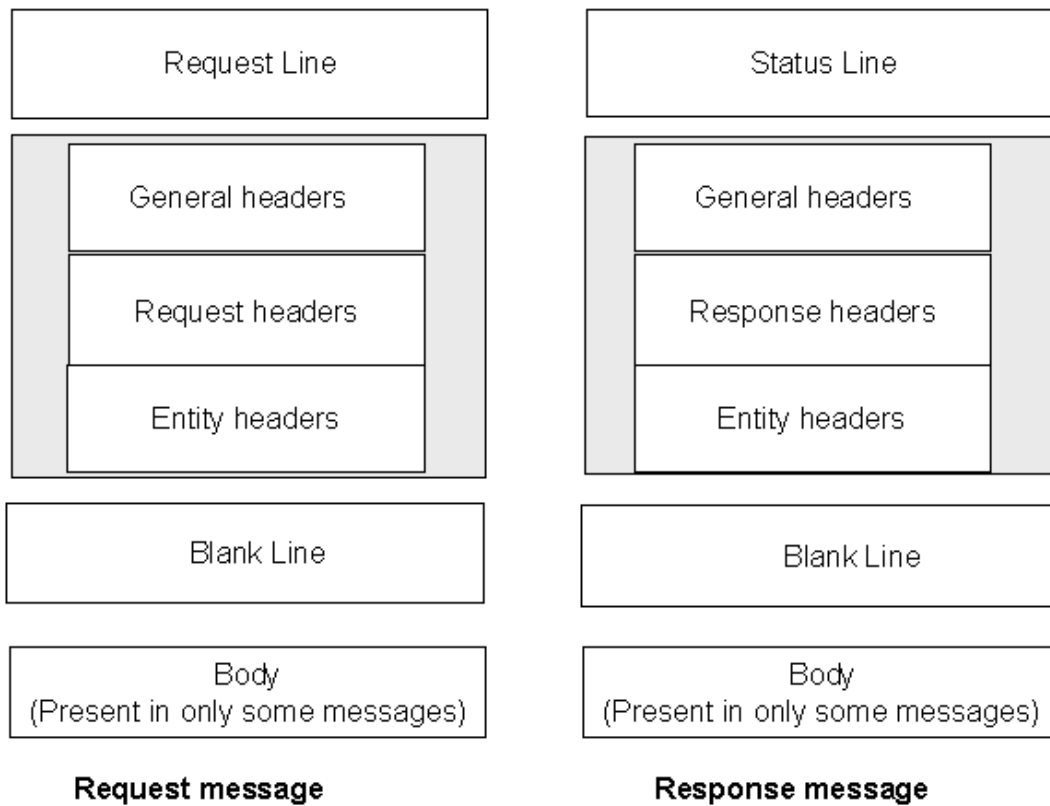 Request Line
General headers
Request headers
Entity headers
Blank Line
Body
(Present in only some messages)
Request message
Status Line
General headers
Response headers
Entity headers
Blank Line
Body
(Present in only some messages)
Response message